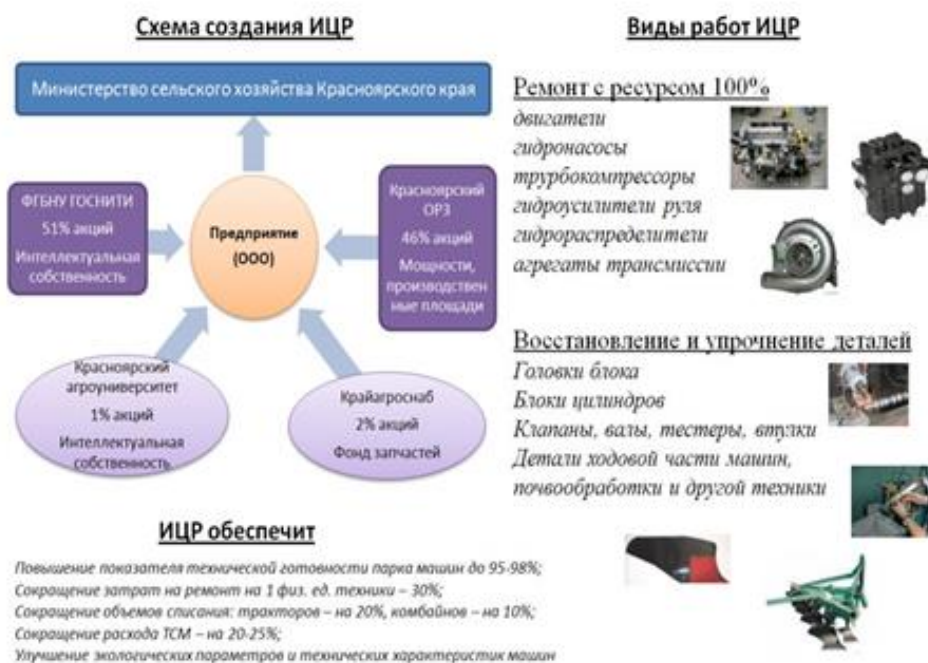 Схема создания ИЦР
Министерство сельского хозяйства Красноярского края
ФГБНУ ГОСНИТИ
51% акций
Интеллектуальная
собственность
Предприятие
(ООО)
Красноярский
ОРЗ
46% акций
Мощности,
производствен
ные площади
Красноярский
агроуниверситет
1% акций
Интеллектуальная
собственность
Крайагроснаб
2% акций
Фонд запчастей
ИЦР обеспечит
Повышение показателя технической готовности парка машин до 95-98%;
Сокращение затрат на ремонт на 1 физ. ед. техники – 30%;
Сокращение объемов списания: тракторов – на 20%, комбайнов – на 10%;
Сокращение расхода ТСМ – на 20-25%;
Улучшение экологических параметров и технических характеристик машин
Виды работ ИЦР
Ремонт с ресурсом 100%
двигатели
гидронасосы
трурбокомпрессоры
гидроусилители руля
гидрораспределители
агрегаты трансмиссии
Восстановление и упрочнение деталей
Головки блока
Блоки цилиндров
Клапаны, валы, тестеры, втулки
Детали ходовой части машин,
почвообработки и другой техники